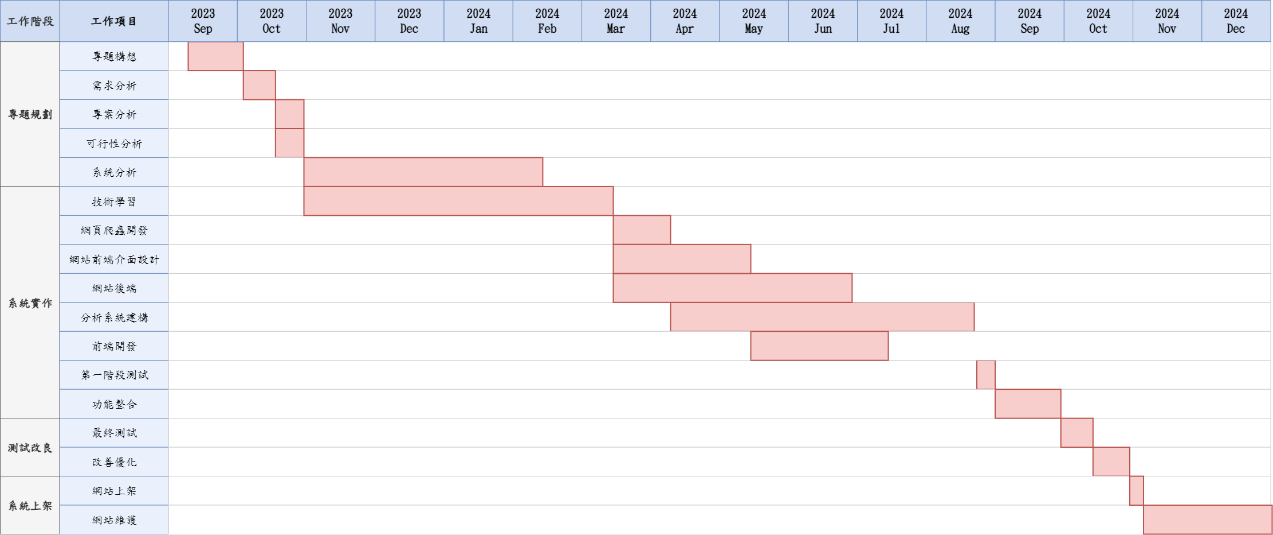 工作階段 工作項目 2023 2023 2023 2023 2024 2024 2024 2024 2024 2024 2024 2024 2024 2024 2024 2024
Sep Oct Nov Dec Jan Feb Mar Apr May Jun Jul Aug Sep Oct Nov Dec
專題規劃
專題構想
需求分析
專案分析
可行性分析
系統分析
系統實作
技術學習
網頁爬蟲開發
網站前端介面設計
網站後端
分析系統建構
前端開發
第一階段測試
功能整合
測試改良
最終測試
改善優化
系統上架
網站上架
網站維護